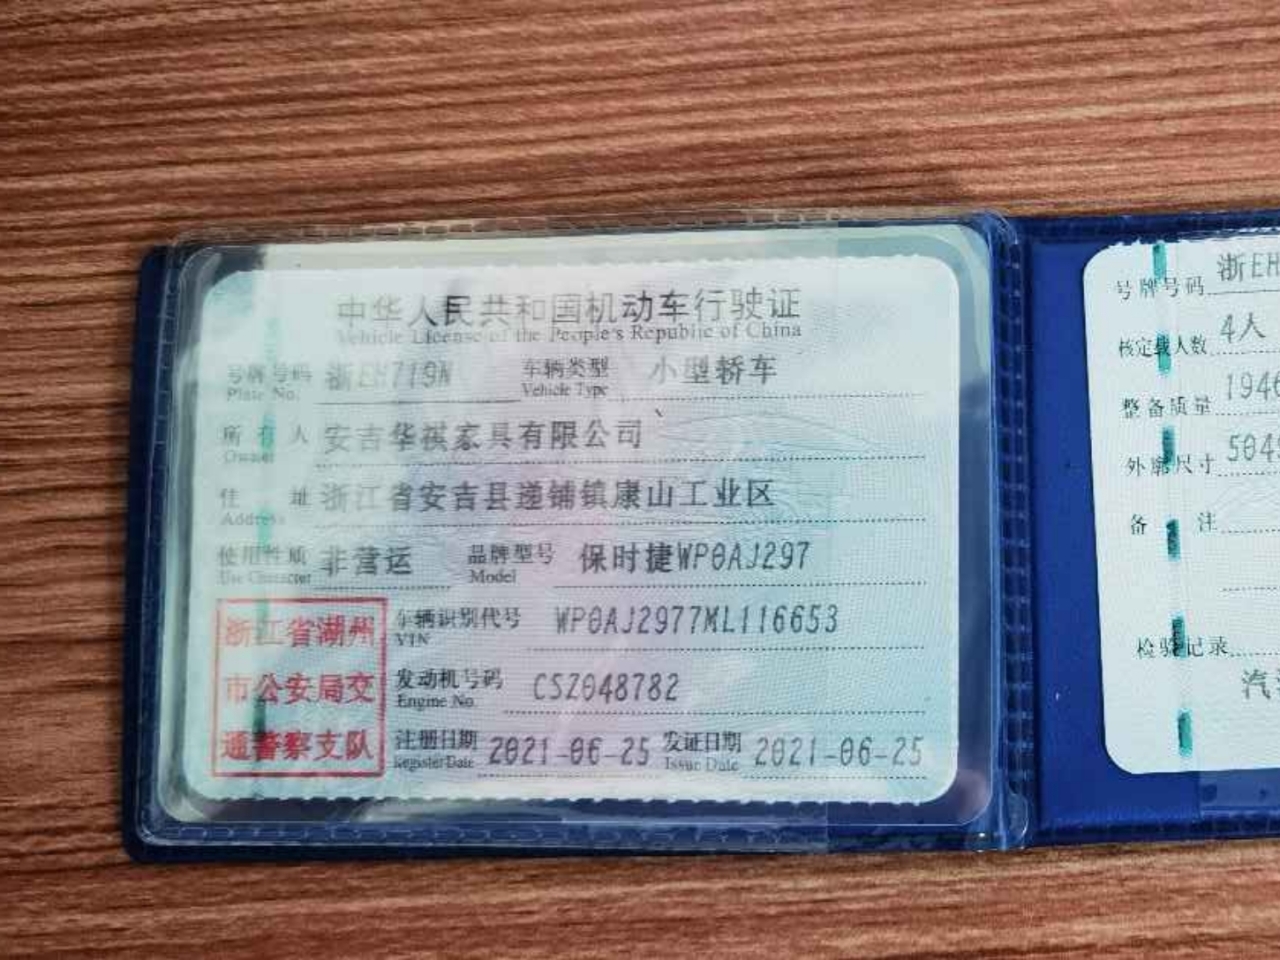 中华人民共和国机动车行驶证
Vehicle License of the People's Republic of China
号牌号码 浙EH719N 车辆类型 小型轿车
Plate No. Vehicle Type
所有人 安吉华祺家具有限公司
Owner
住址 浙江省安吉县递铺镇康山工业区
Address
使用性质 非营运 品牌型号 保时捷WP0AJ297
Use Character Model
浙江省湖州
市公安局交
通警察支队
车辆识别代号 WP0AJ2977ML116653
VIN
发动机号码 CSZ048782
Engine No.
注册日期 2021-06-25 发证日期 2021-06-25
Register Date Issue Date
号牌号码 浙EH
核定载人数 4人
整备质量 194
外廓尺寸 504
备注
检验记录
汽